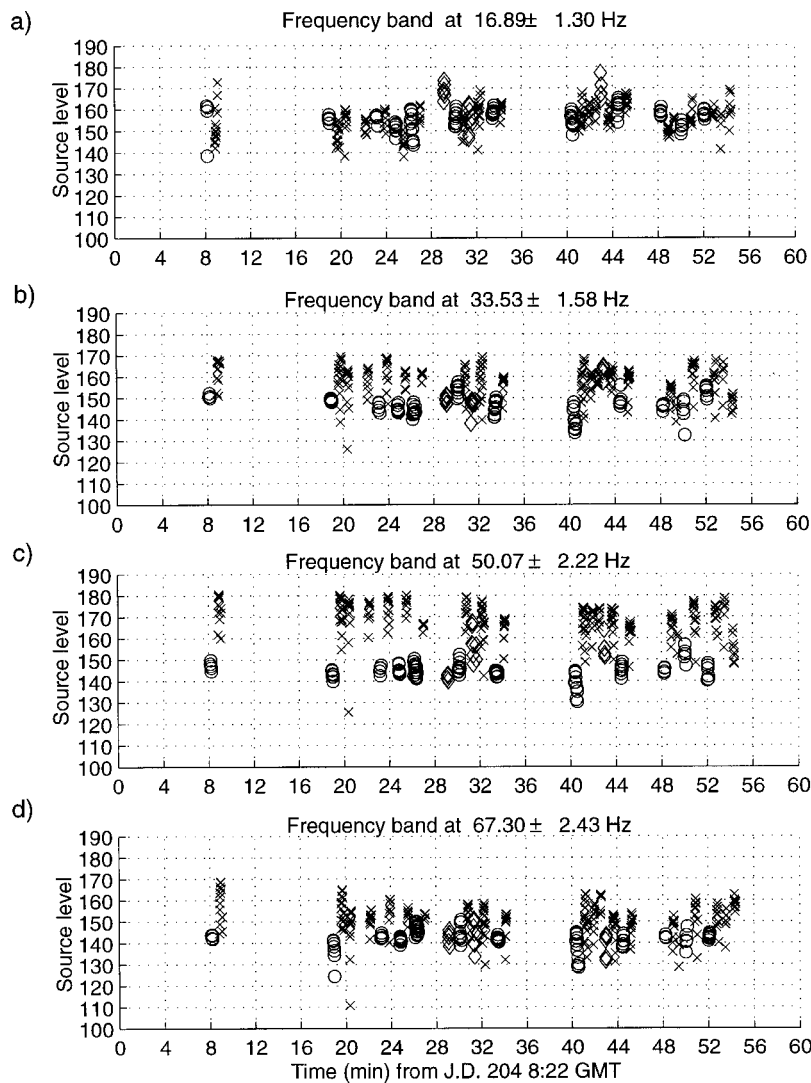 a)
Frequency band at 16.89± 1.30 Hz
Source level
190
180
170
160
150
140
130
120
110
100
0 4 8 12 16 20 24 28 32 36 40 44 48 52 56 60
b)
Frequency band at 33.53± 1.58 Hz
Source level
190
180
170
160
150
140
130
120
110
100
0 4 8 12 16 20 24 28 32 36 40 44 48 52 56 60
c)
Frequency band at 50.07± 2.22 Hz
Source level
190
180
170
160
150
140
130
120
110
100
0 4 8 12 16 20 24 28 32 36 40 44 48 52 56 60
d)
Frequency band at 67.30± 2.43 Hz
Source level
190
180
170
160
150
140
130
120
110
100
0 4 8 12 16 20 24 28 32 36 40 44 48 52 56 60
Time (min) from J.D. 204 8:22 GMT